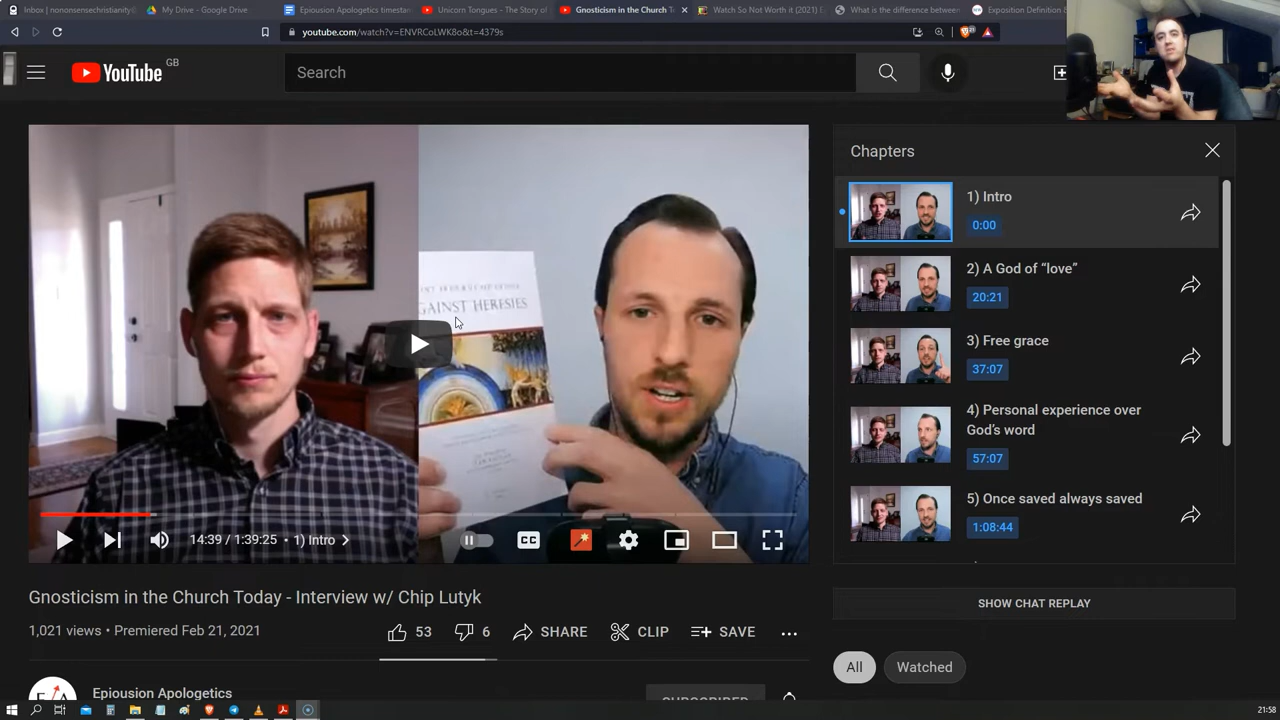 Inbox | nononsensechristianity@
My Drive - Google Drive
Epiousion Apologetics timestam
Unicorn Tongues - The Story of
Gnosticism in the Church T
Watch So Not Worth it (2021) E
What is the difference between
Exposition Definition &
youtube.com/watch?v=ENVRCoLWK8o&t=4379s
YouTube GB
Search
Chapters
1) Intro
0:00
2) A God of “love”
20:21
3) Free grace
37:07
4) Personal experience over
God’s word
57:07
5) Once saved always saved
1:08:44
GAINST HERESIES
14:39 / 1:39:25 • 1) Intro
CC
Gnosticism in the Church Today - Interview w/ Chip Lutyk
1,021 views • Premiered Feb 21, 2021
53
6
SHARE
CLIP
SAVE
SHOW CHAT REPLAY
All
Watched
Epiousion Apologetics
SUBSCRIBED
21:58